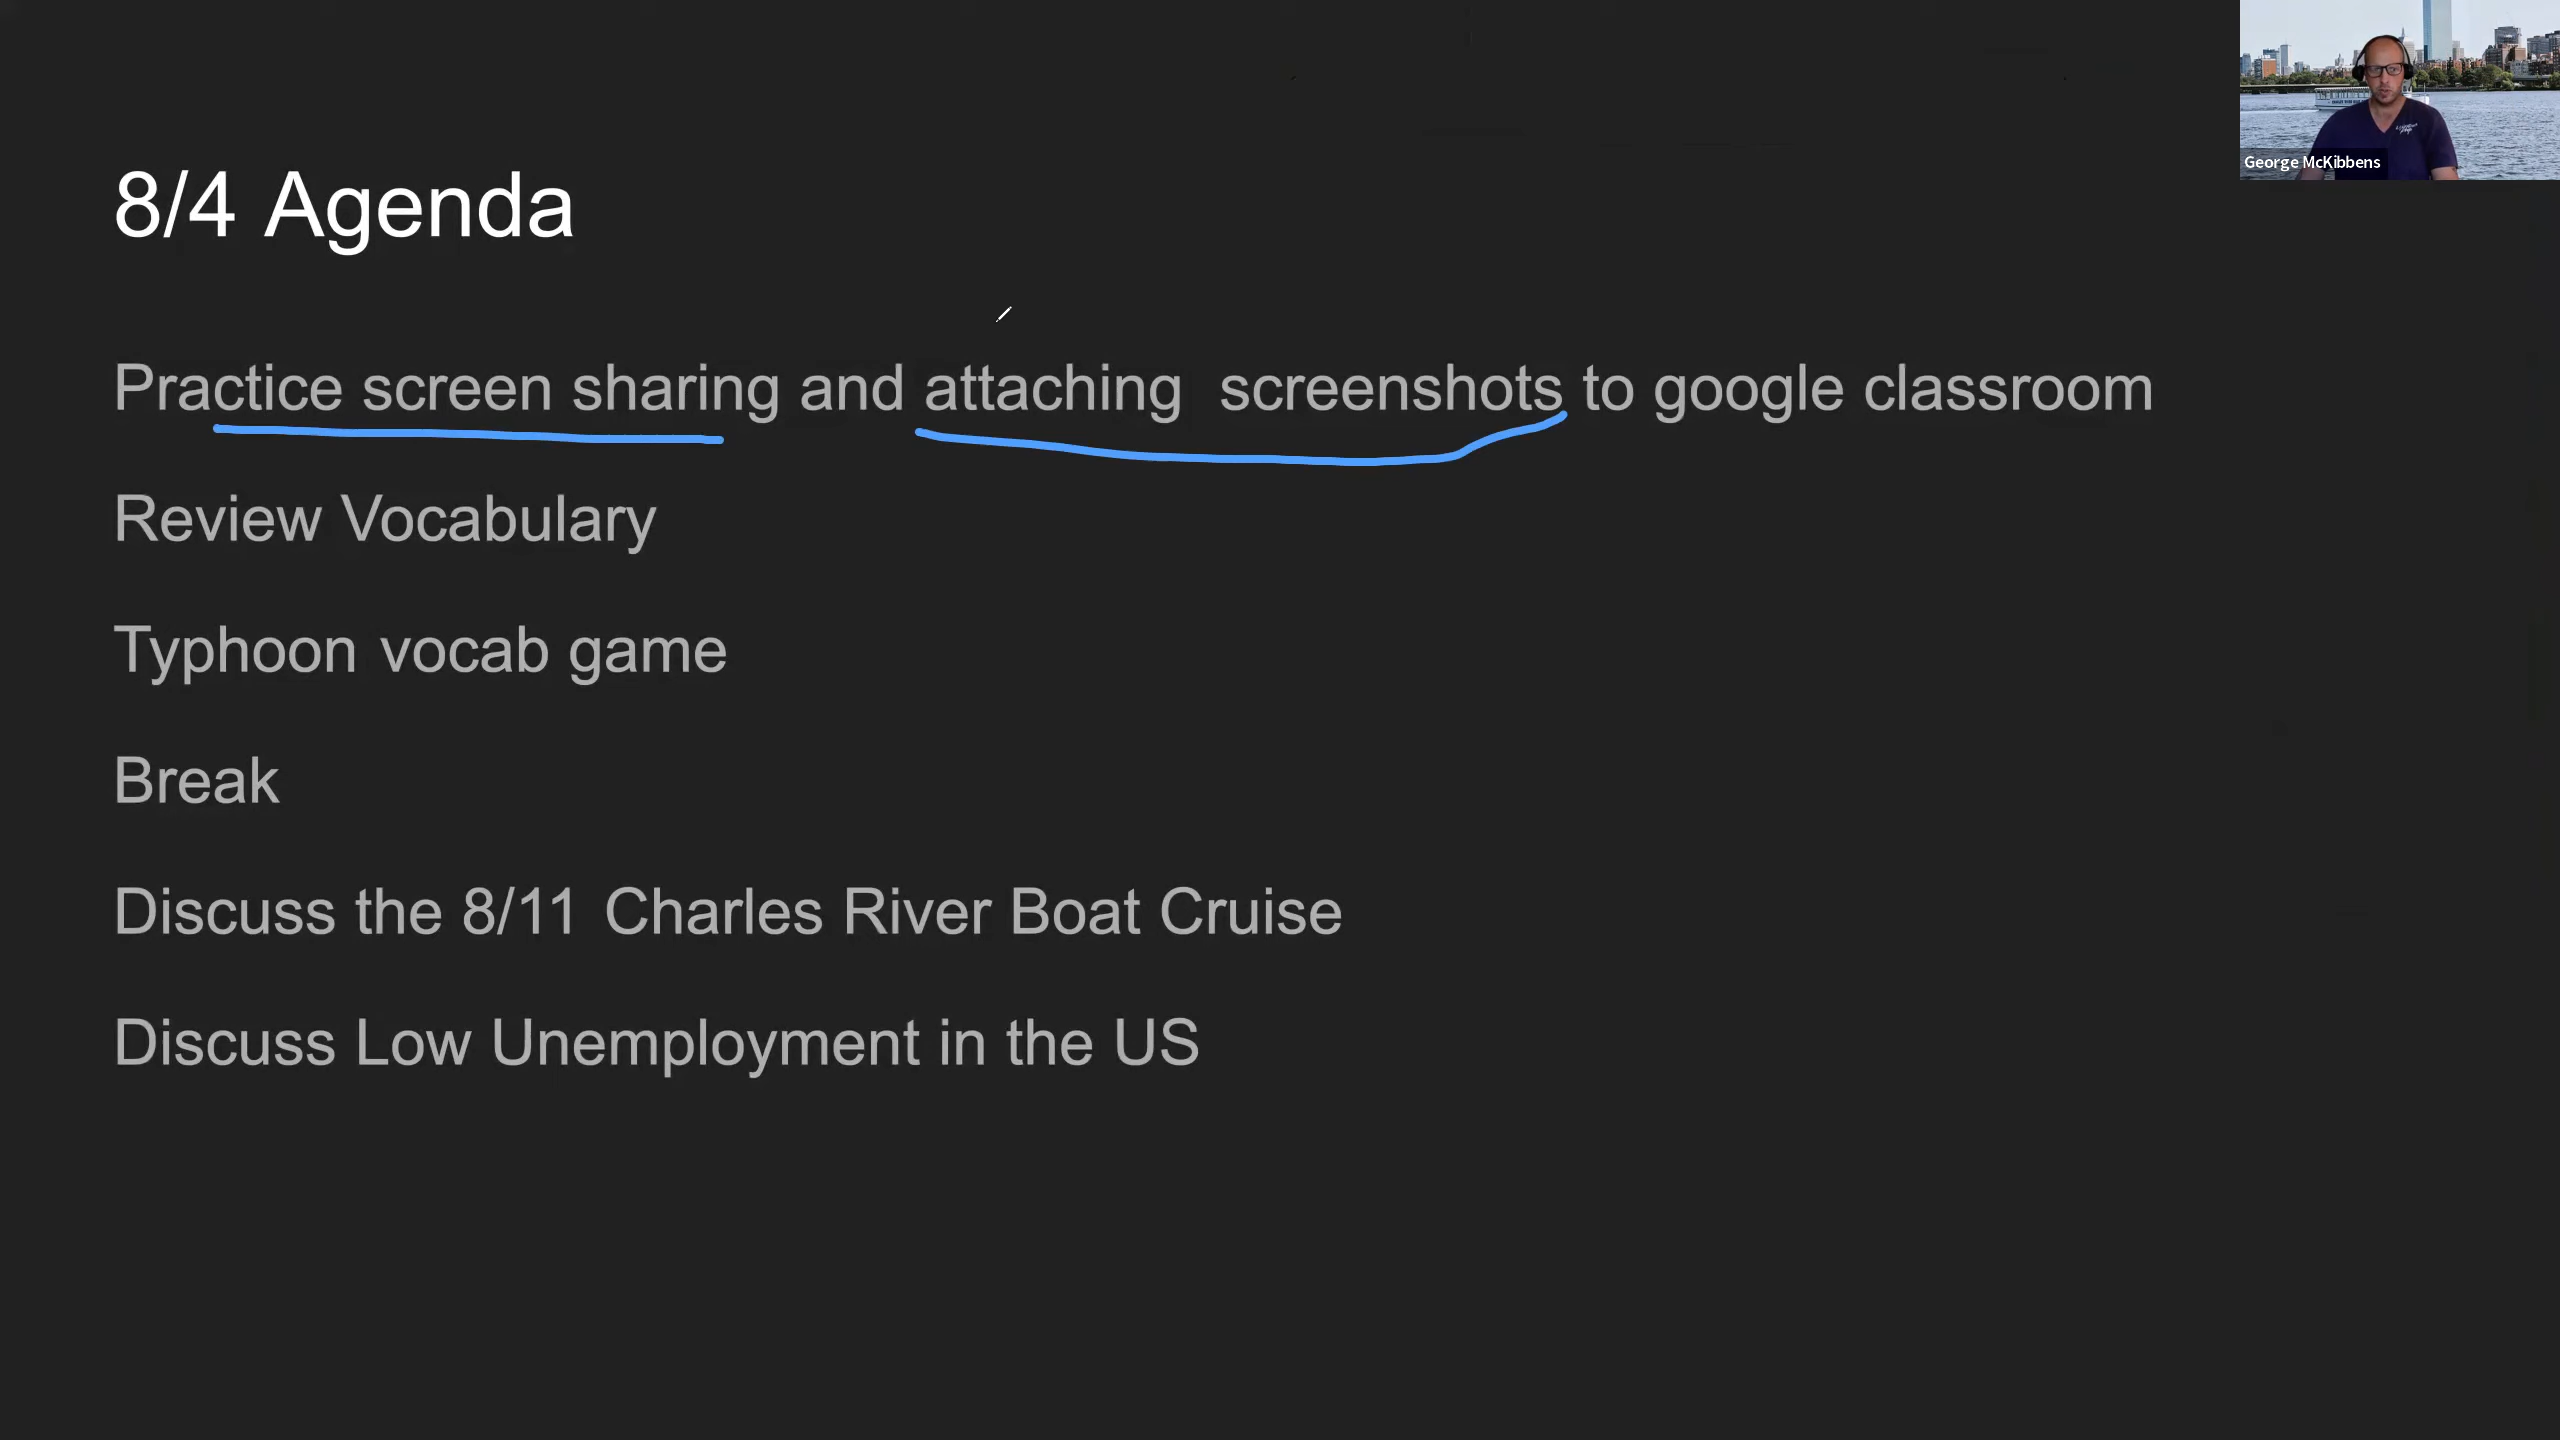 8/4 Agenda
George McKibbens
Practice screen sharing and attaching  screenshots to google classroom
Review Vocabulary
Typhoon vocab game
Break
Discuss the 8/11 Charles River Boat Cruise
Discuss Low Unemployment in the US